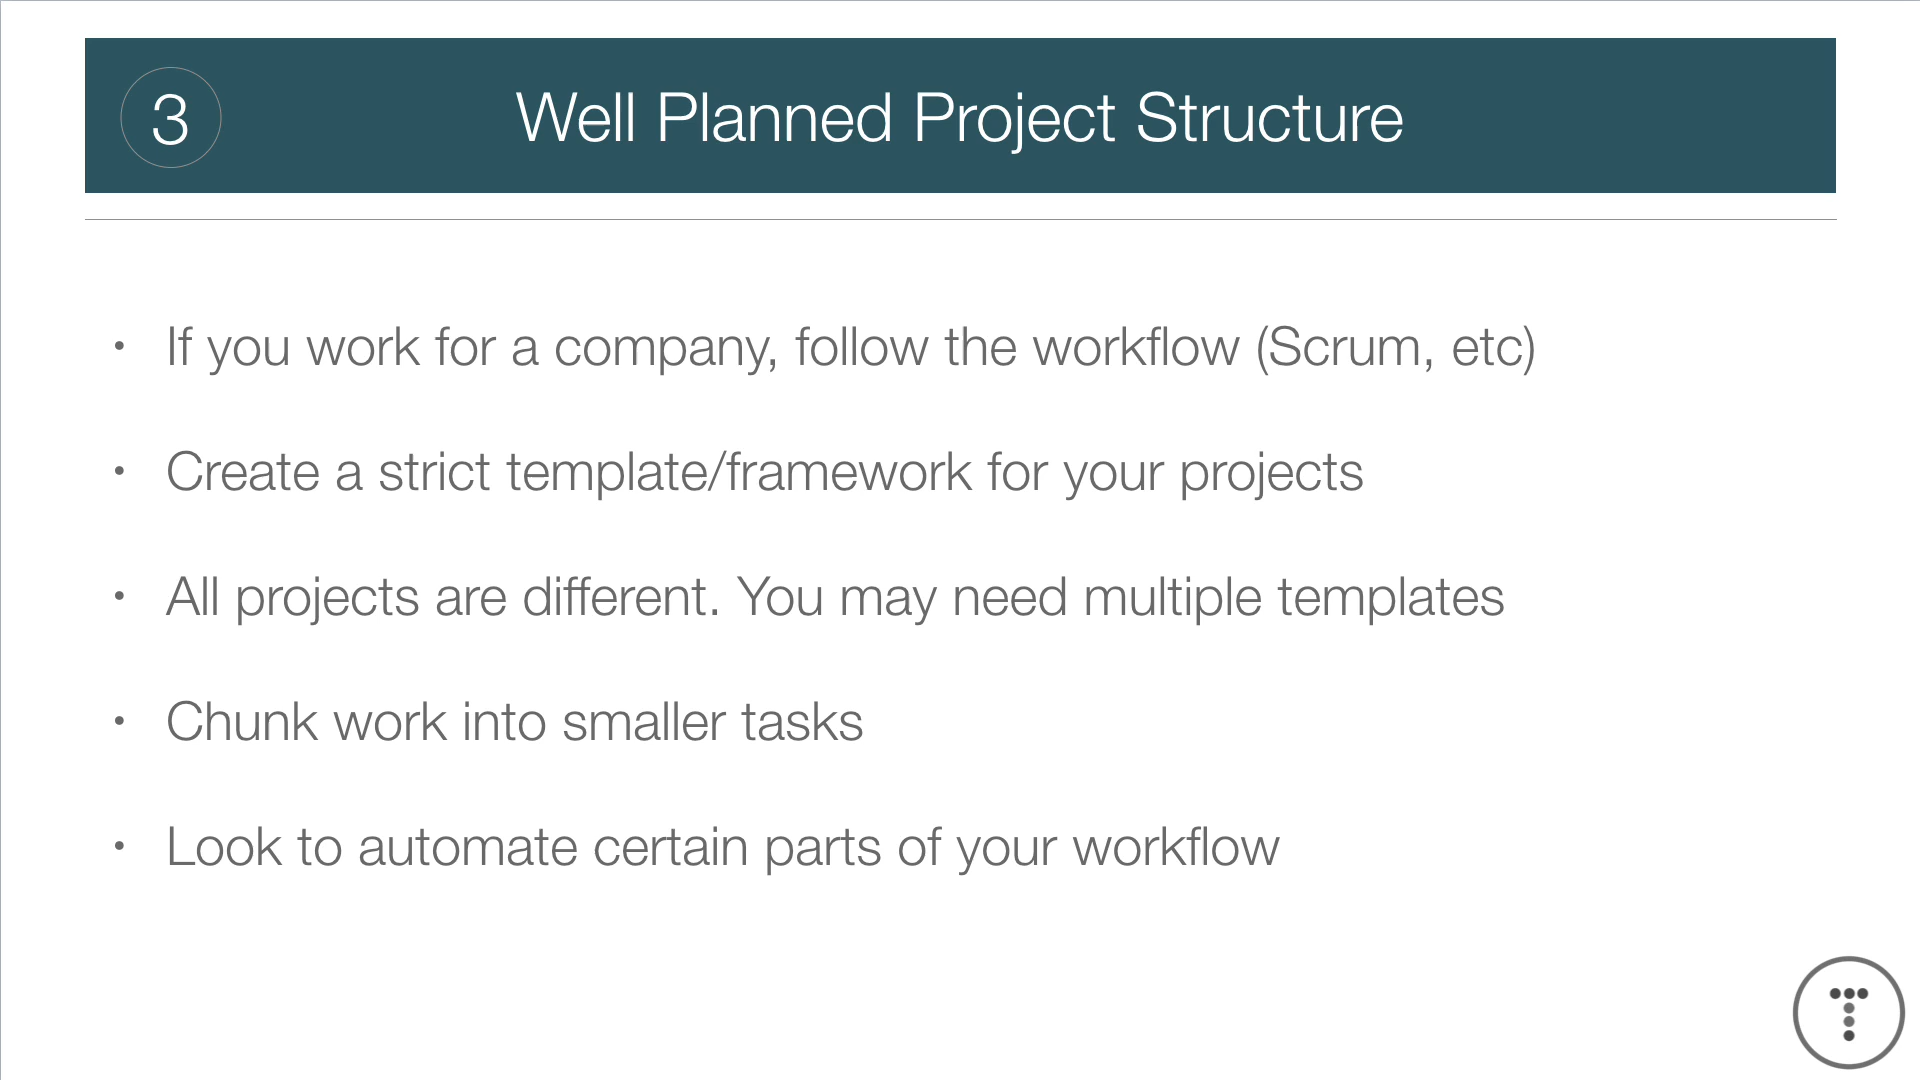 3
Well Planned Project Structure
• If you work for a company, follow the workflow (Scrum, etc)
• Create a strict template/framework for your projects
• All projects are different. You may need multiple templates
• Chunk work into smaller tasks
• Look to automate certain parts of your workflow
T